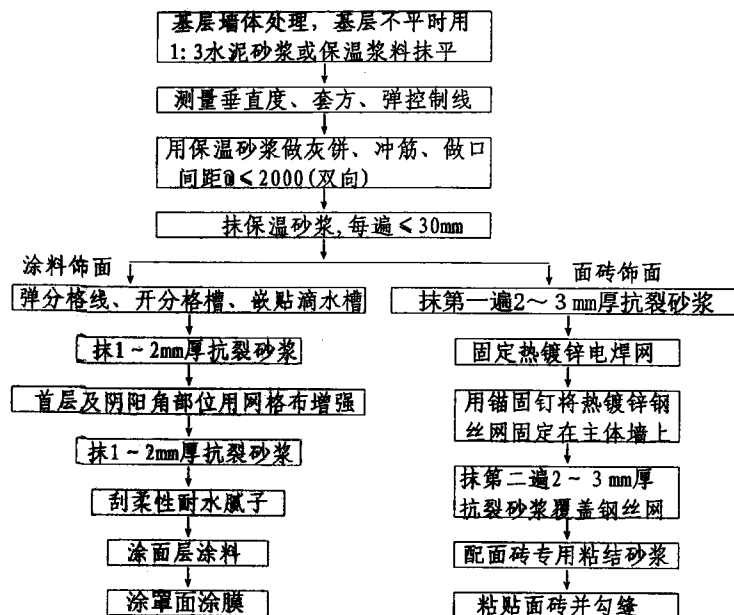 基层墙体处理，基层不平时用
1:3水泥砂浆或保温浆料抹平
测量垂直度、套方、弹控制线
用保温砂浆做灰饼、冲筋、做口
间距@≤2000(双向)
抹保温砂浆,每遍≤30mm
涂料饰面
弹分格线、开分格槽、嵌贴滴水槽
抹1~2mm厚抗裂砂浆
首层及阴阳角部位用网格布增强
抹1~2mm厚抗裂砂浆
刮柔性耐水腻子
涂面层涂料
涂罩面涂膜
面砖饰面
抹第一遍2～3mm厚抗裂砂浆
固定热镀锌电焊网
用锚固钉将热镀锌钢
丝网固定在主体墙上
抹第二遍2~3mm厚
抗裂砂浆覆盖钢丝网
配面砖专用粘结砂浆
粘贴面砖并勾缝